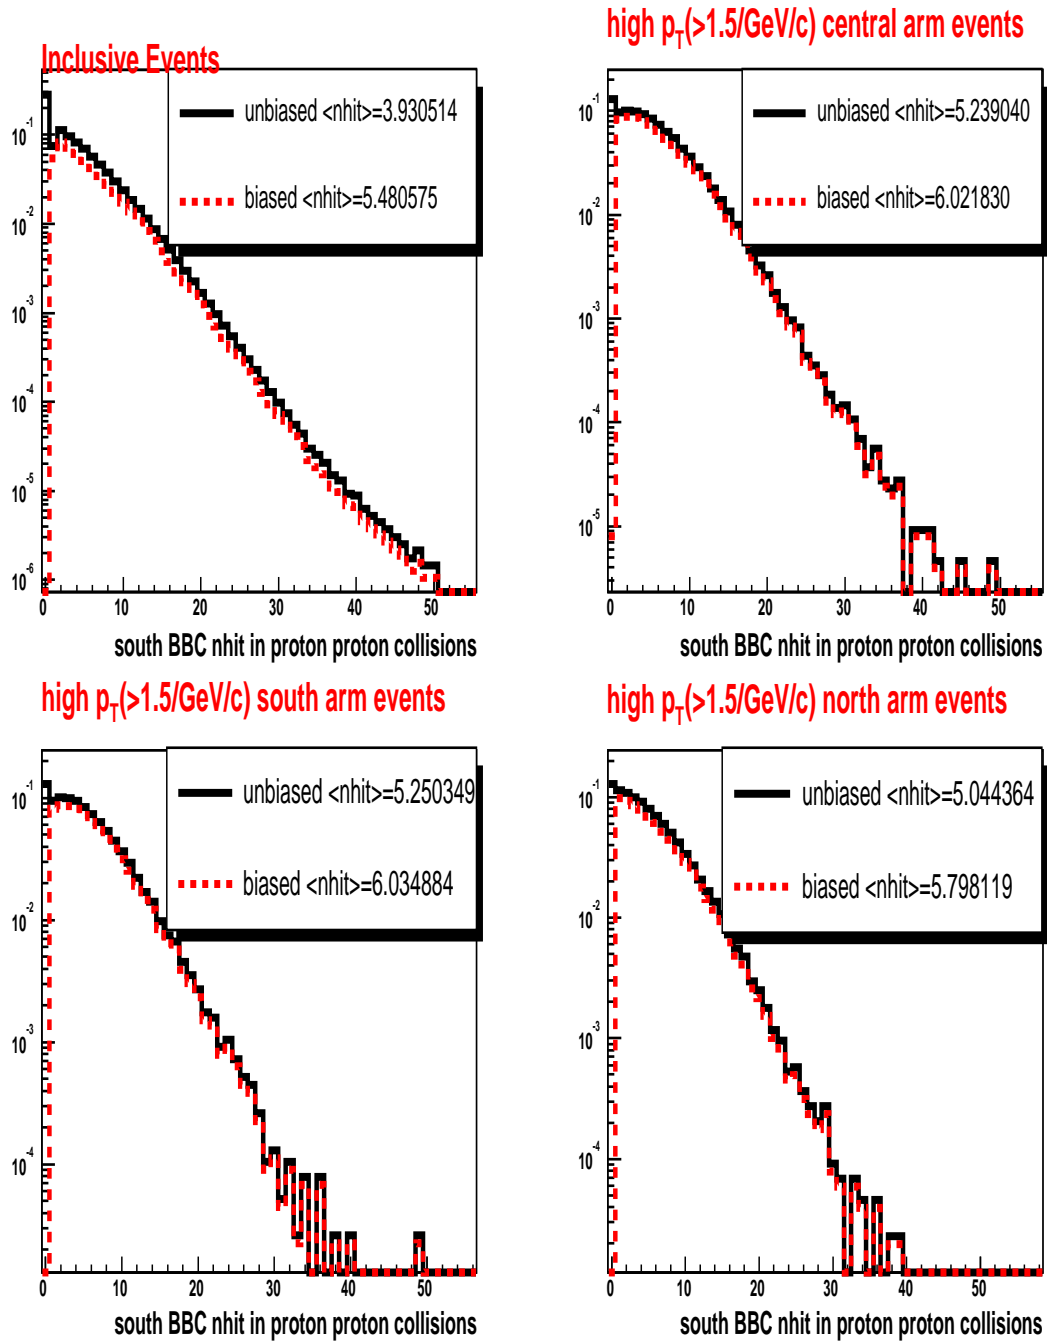 Inclusive Events
unbiased <nhit>=3.930514
biased <nhit>=5.480575
10^-1
10^-2
10^-3
10^-4
10^-5
10^-6
0 10 20 30 40 50
south BBC nhit in proton proton collisions
high p_T(>1.5/GeV/c) central arm events
unbiased <nhit>=5.239040
biased <nhit>=6.021830
10^-1
10^-2
10^-3
10^-4
10^-5
0 10 20 30 40 50
south BBC nhit in proton proton collisions
high p_T(>1.5/GeV/c) south arm events
unbiased <nhit>=5.250349
biased <nhit>=6.034884
10^-1
10^-2
10^-3
10^-4
0 10 20 30 40 50
south BBC nhit in proton proton collisions
high p_T(>1.5/GeV/c) north arm events
unbiased <nhit>=5.044364
biased <nhit>=5.798119
10^-1
10^-2
10^-3
10^-4
0 10 20 30 40 50
south BBC nhit in proton proton collisions